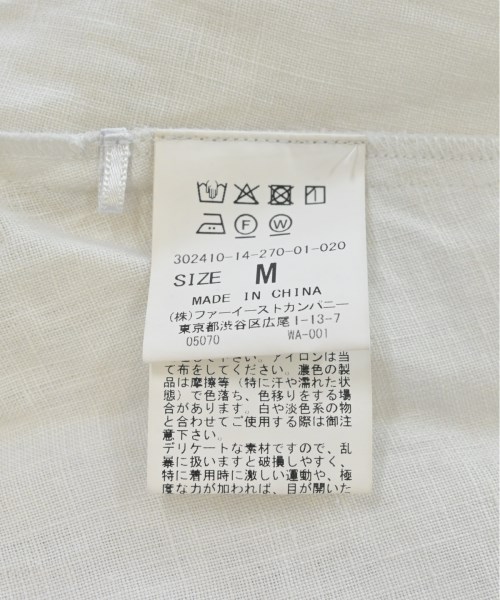 302410-14-270-01-020
SIZE M
MADE IN CHINA
(株)ファーイーストカンパニー
東京都渋谷区広尾1-13-7
05070 WA-001
て下さい。アイロンは当
て布をしてください。濃色の製
品は摩擦等(特に汗や濡れた状
態)で色落ち、色移りをする場
合があります。白や淡色系の物
と合わせてご使用する際は御注
意下さい。
デリケートな素材ですので、乱
暴に扱いますと破損しやすく、
特に着用時に激しい運動や、極
度な力が加われば、目が開いた